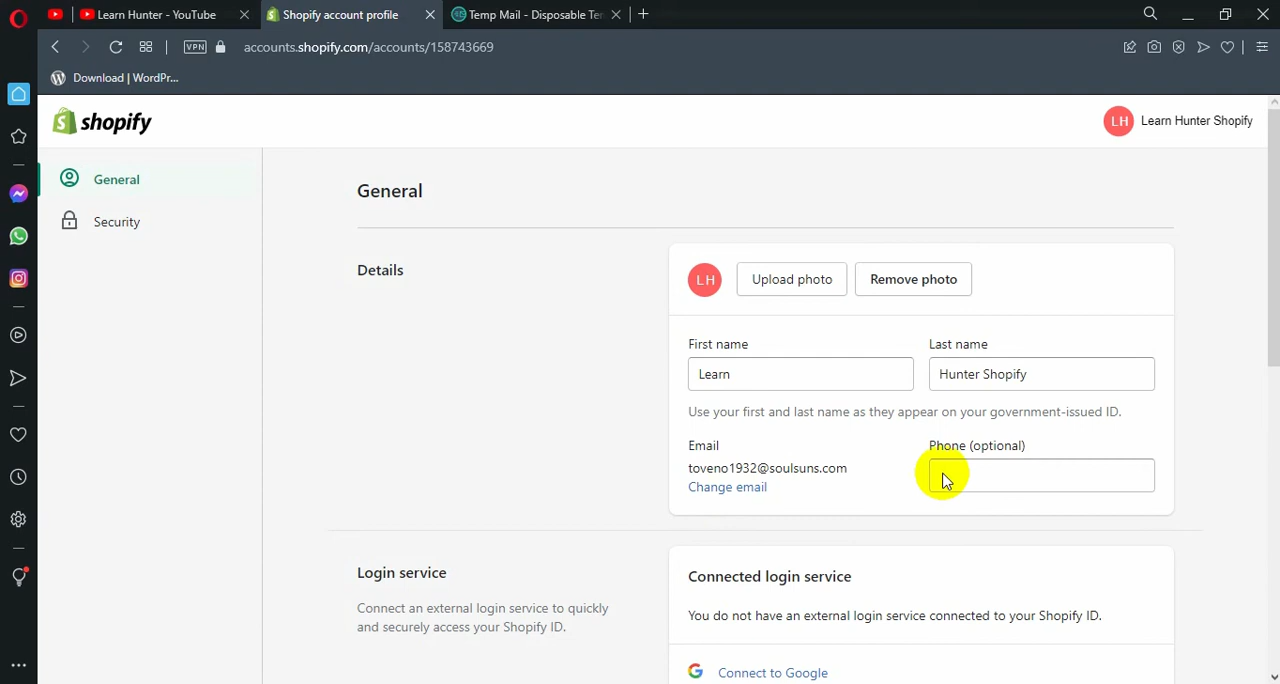 Learn Hunter - YouTube
Shopify account profile
Temp Mail - Disposable Te
VPN
accounts.shopify.com/accounts/158743669
Download | WordPr...
shopify
LH Learn Hunter Shopify
General
Security
General
Details
LH
Upload photo
Remove photo
First name
Last name
Learn
Hunter Shopify
Use your first and last name as they appear on your government-issued ID.
Email
Phone (optional)
toveno1932@soulsuns.com
Change email
Login service
Connect an external login service to quickly
and securely access your Shopify ID.
Connected login service
You do not have an external login service connected to your Shopify ID.
Connect to Google